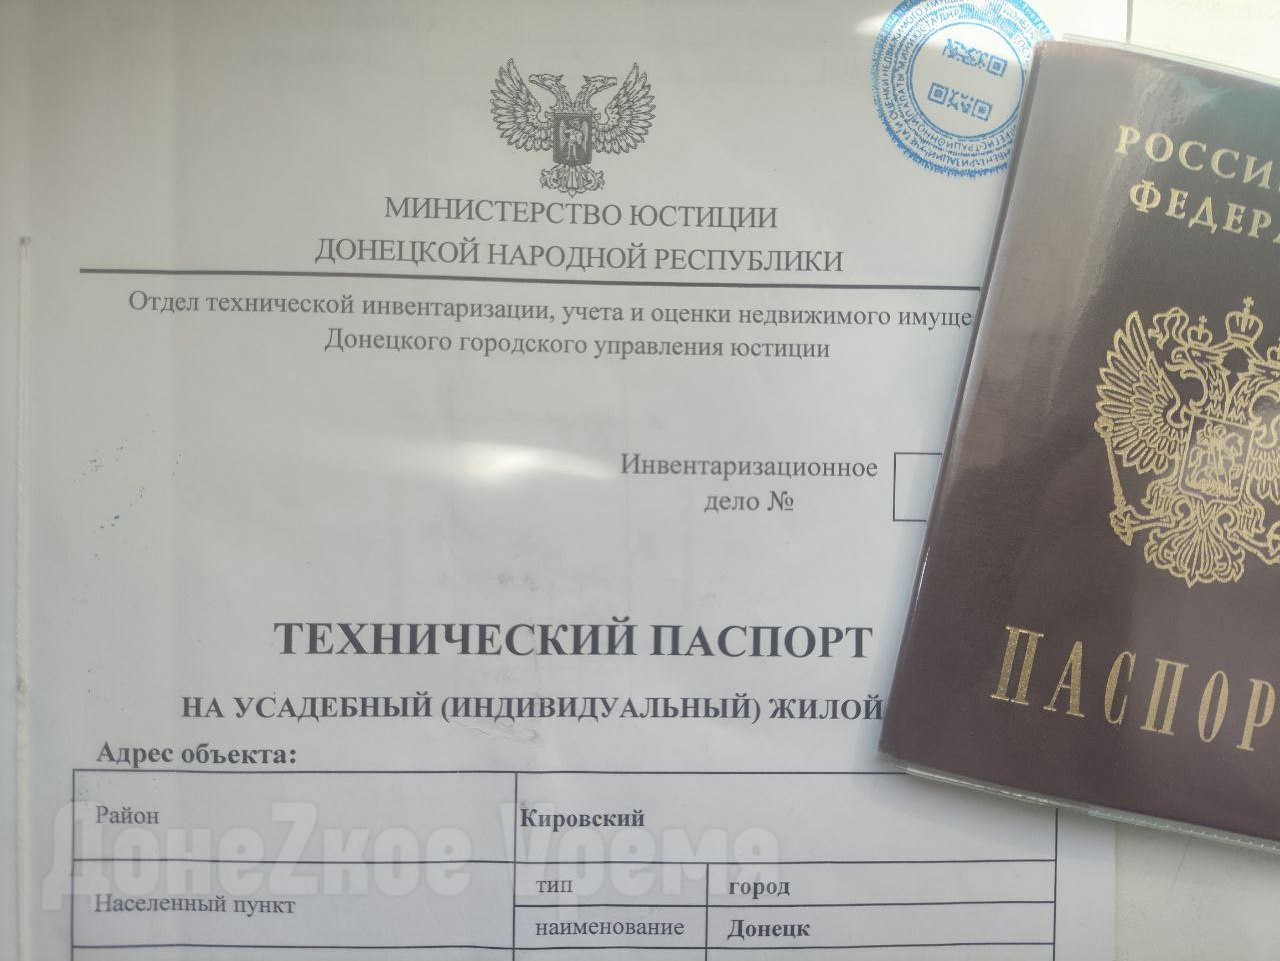 МИНИСТЕРСТВО ЮСТИЦИИ
ДОНЕЦКОЙ НАРОДНОЙ РЕСПУБЛИКИ
Отдел технической инвентаризации, учета и оценки недвижимого имуще
Донецкого городского управления юстиции
Инвентаризационное
дело №
ТЕХНИЧЕСКИЙ ПАСПОРТ
НА УСАДЕБНЫЙ (ИНДИВИДУАЛЬНЫЙ) ЖИЛОЙ
Адрес объекта:
Район Кировский
Населенный пункт
тип город
наименование Донецк
РОССИ
ФЕДЕРА
ПАСПОР
ДонеZкое Vремя